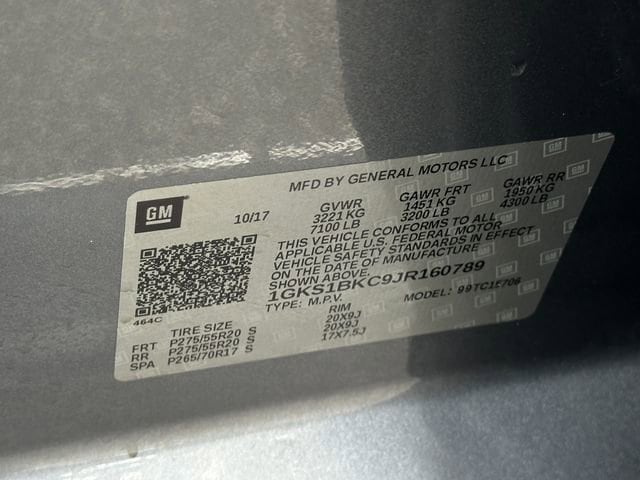 MFD BY GENERAL MOTORS LLC
GM
10/17
GVWR GAWR FRT GAWR RR
3221 KG 1451 KG 1950 KG
7100 LB 3200 LB 4300 LB
THIS VEHICLE CONFORMS TO ALL
APPLICABLE U.S. FEDERAL MOTOR
VEHICLE SAFETY STANDARDS IN EFFECT
ON THE DATE OF MANUFACTURE
SHOWN ABOVE.
1GKS1BKC9JR160789
TYPE: M.P.V. MODEL: 99TC15706
464C
TIRE SIZE RIM
FRT P275/55R20 S 20X9J
RR P275/55R20 S 20X9J
SPA P265/70R17 S 17X7.5J